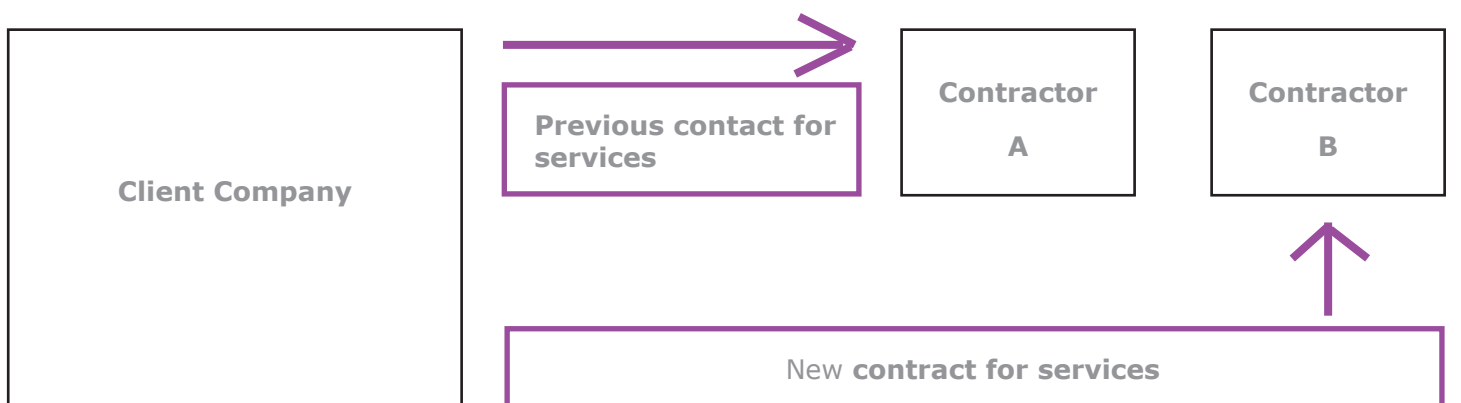 Client Company
Previous contact for
services
Contractor
A
Contractor
B
New contract for services